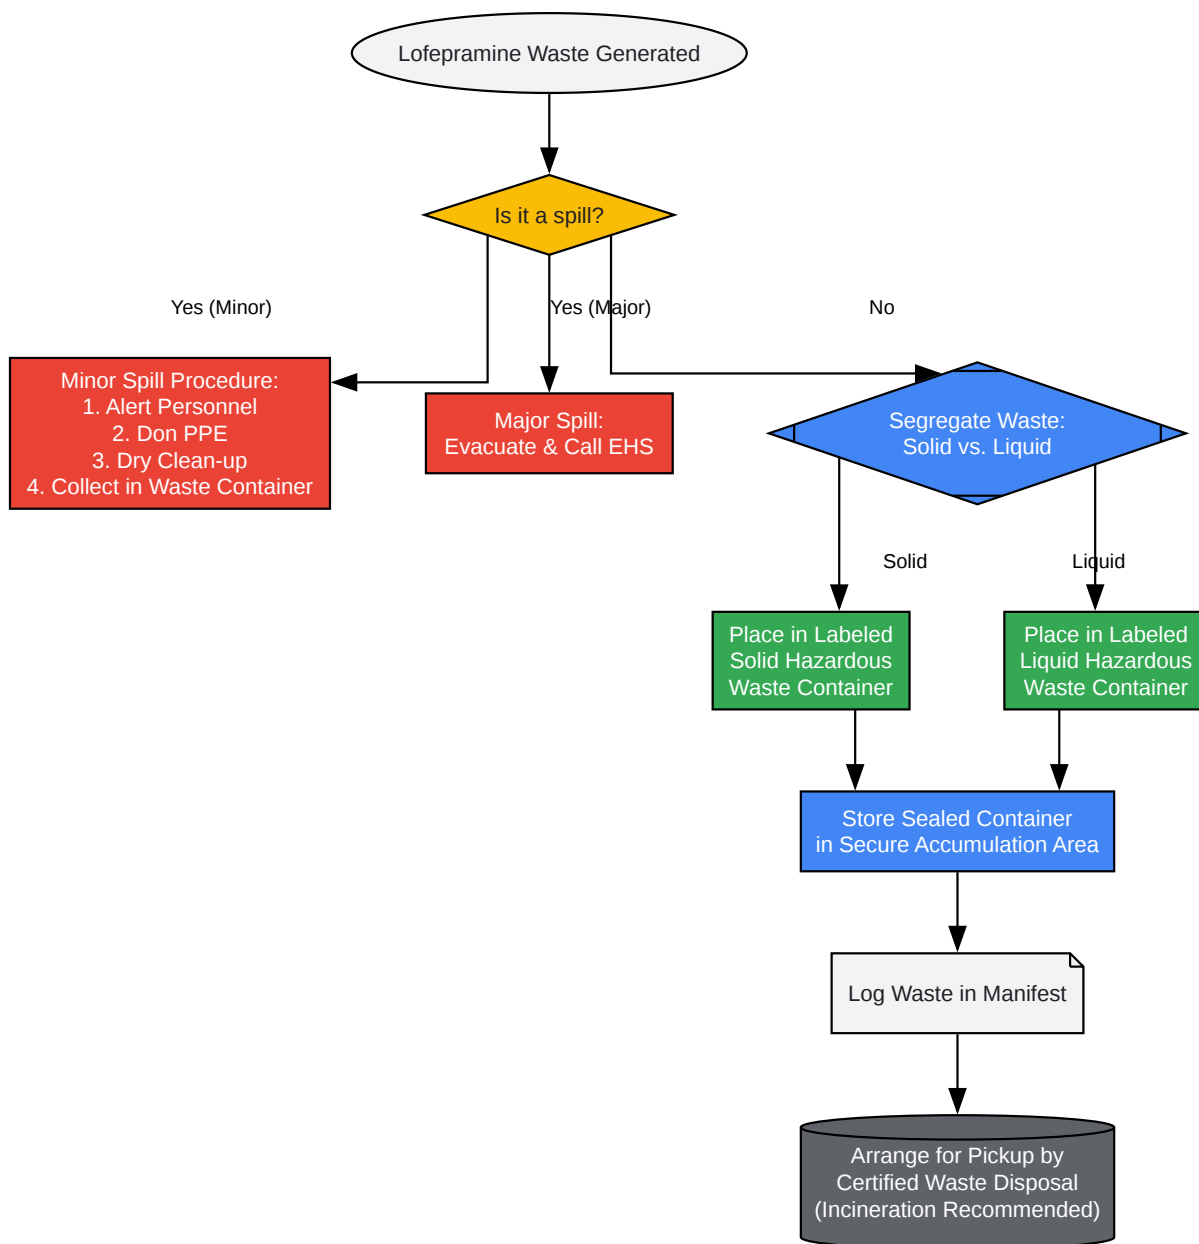 Lofepramine Waste Generated
Is it a spill?
Yes (Minor)
Yes (Major)
No
Minor Spill Procedure:
1. Alert Personnel
2. Don PPE
3. Dry Clean-up
4. Collect in Waste Container
Major Spill:
Evacuate & Call EHS
Segregate Waste:
Solid vs. Liquid
Solid
Liquid
Place in Labeled
Solid Hazardous
Waste Container
Place in Labeled
Liquid Hazardous
Waste Container
Store Sealed Container
in Secure Accumulation Area
Log Waste in Manifest
Arrange for Pickup by
Certified Waste Disposal
(Incineration Recommended)